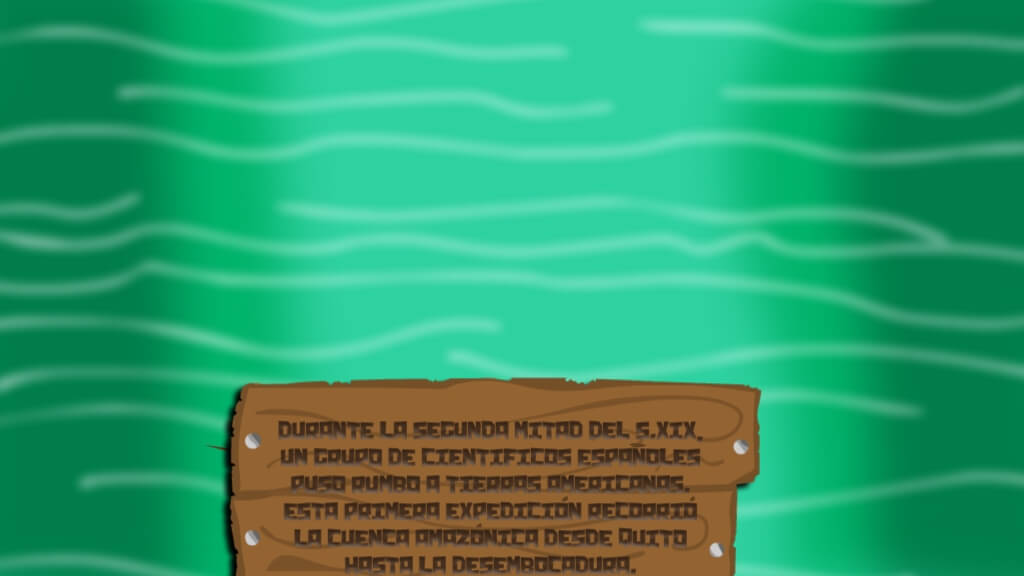 DURANTE LA SEGUNDA MITAD DEL S.XIX,
UN GRUPO DE CIENTIFICOS ESPAÑOLES
PUSO RUMBO A TIERRAS AMERICANAS.
ESTA PRIMERA EXPEDICIÓN RECORRIÓ
LA CUENCA AMAZÓNICA DESDE QUITO
HASTA LA DESEMBOCADURA.